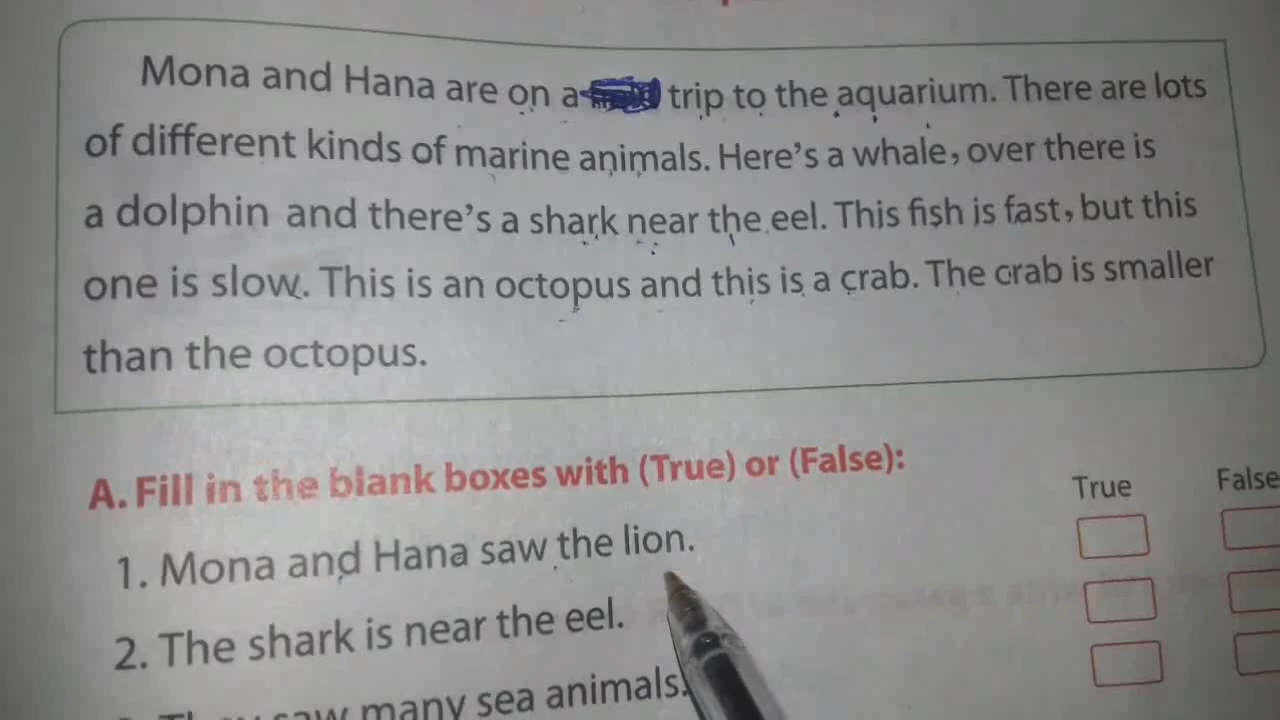 Mona and Hana are on a trip to the aquarium. There are lots
of different kinds of marine animals. Here's a whale, over there is
a dolphin and there's a shark near the eel. This fish is fast, but this
one is slow. This is an octopus and this is a crab. The crab is smaller
than the octopus.
A. Fill in the blank boxes with (True) or (False):
True False
1. Mona and Hana saw the lion.
2. The shark is near the eel.
They saw many sea animals.